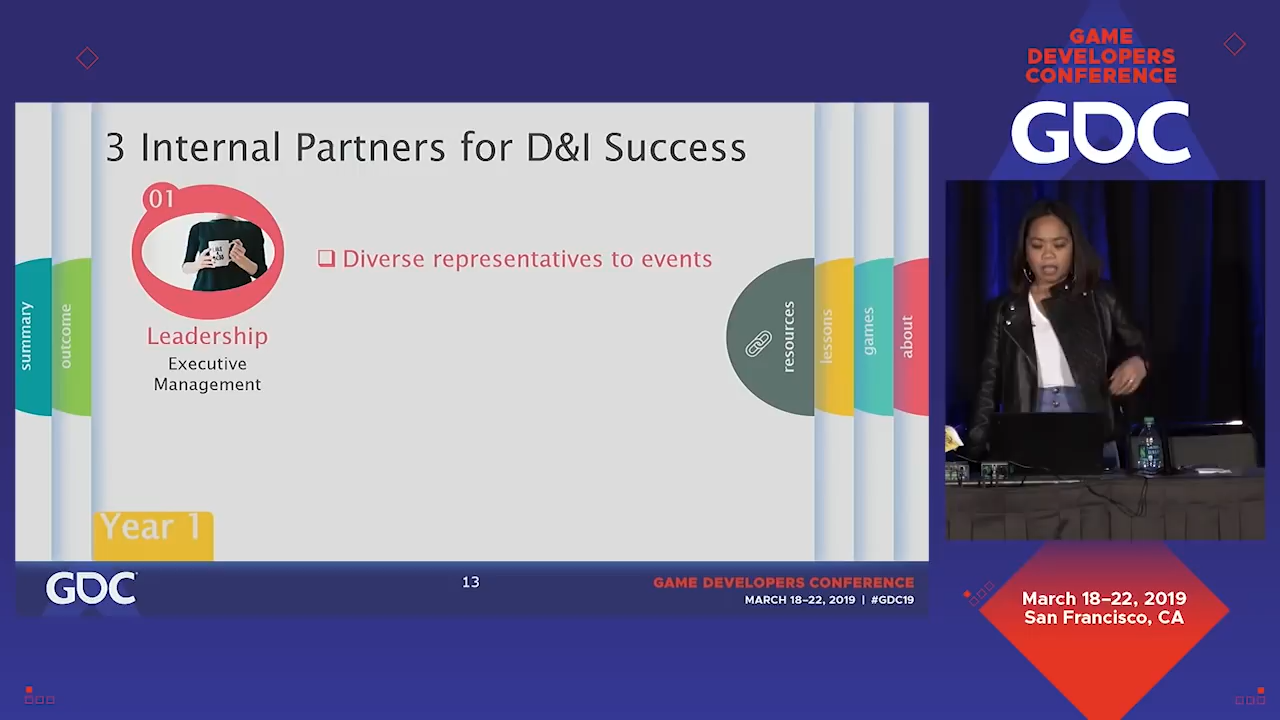 GAME
DEVELOPERS
CONFERENCE
GDC
3 Internal Partners for D&I Success
01
❑ Diverse representatives to events
Leadership
Executive
Management
summary
outcome
resources
lessons
games
about
Year 1
GDC
13
GAME DEVELOPERS CONFERENCE
MARCH 18–22, 2019 | #GDC19
March 18–22, 2019
San Francisco, CA